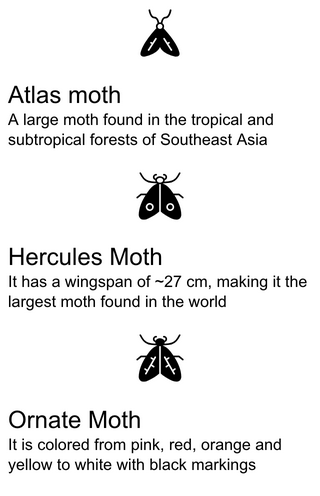 Atlas moth
A large moth found in the tropical and
subtropical forests of Southeast Asia
Hercules Moth
It has a wingspan of ~27 cm, making it the
largest moth found in the world
Ornate Moth
It is colored from pink, red, orange and
yellow to white with black markings